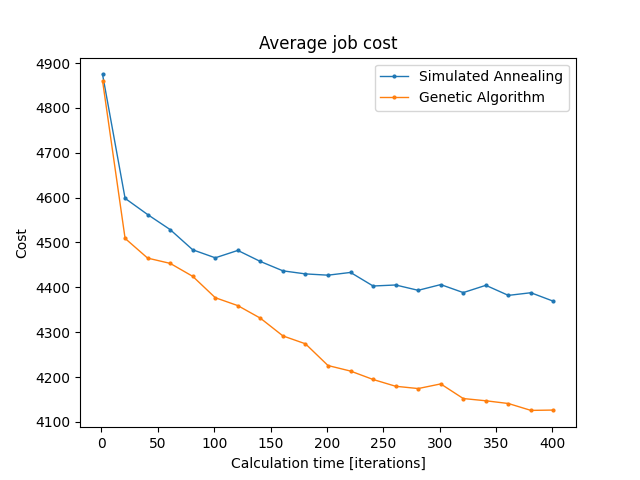 Average job cost
4900
4800
4700
4600
4500
4400
4300
4200
4100
Cost
Simulated Annealing
Genetic Algorithm
0 50 100 150 200 250 300 350 400
Calculation time [iterations]